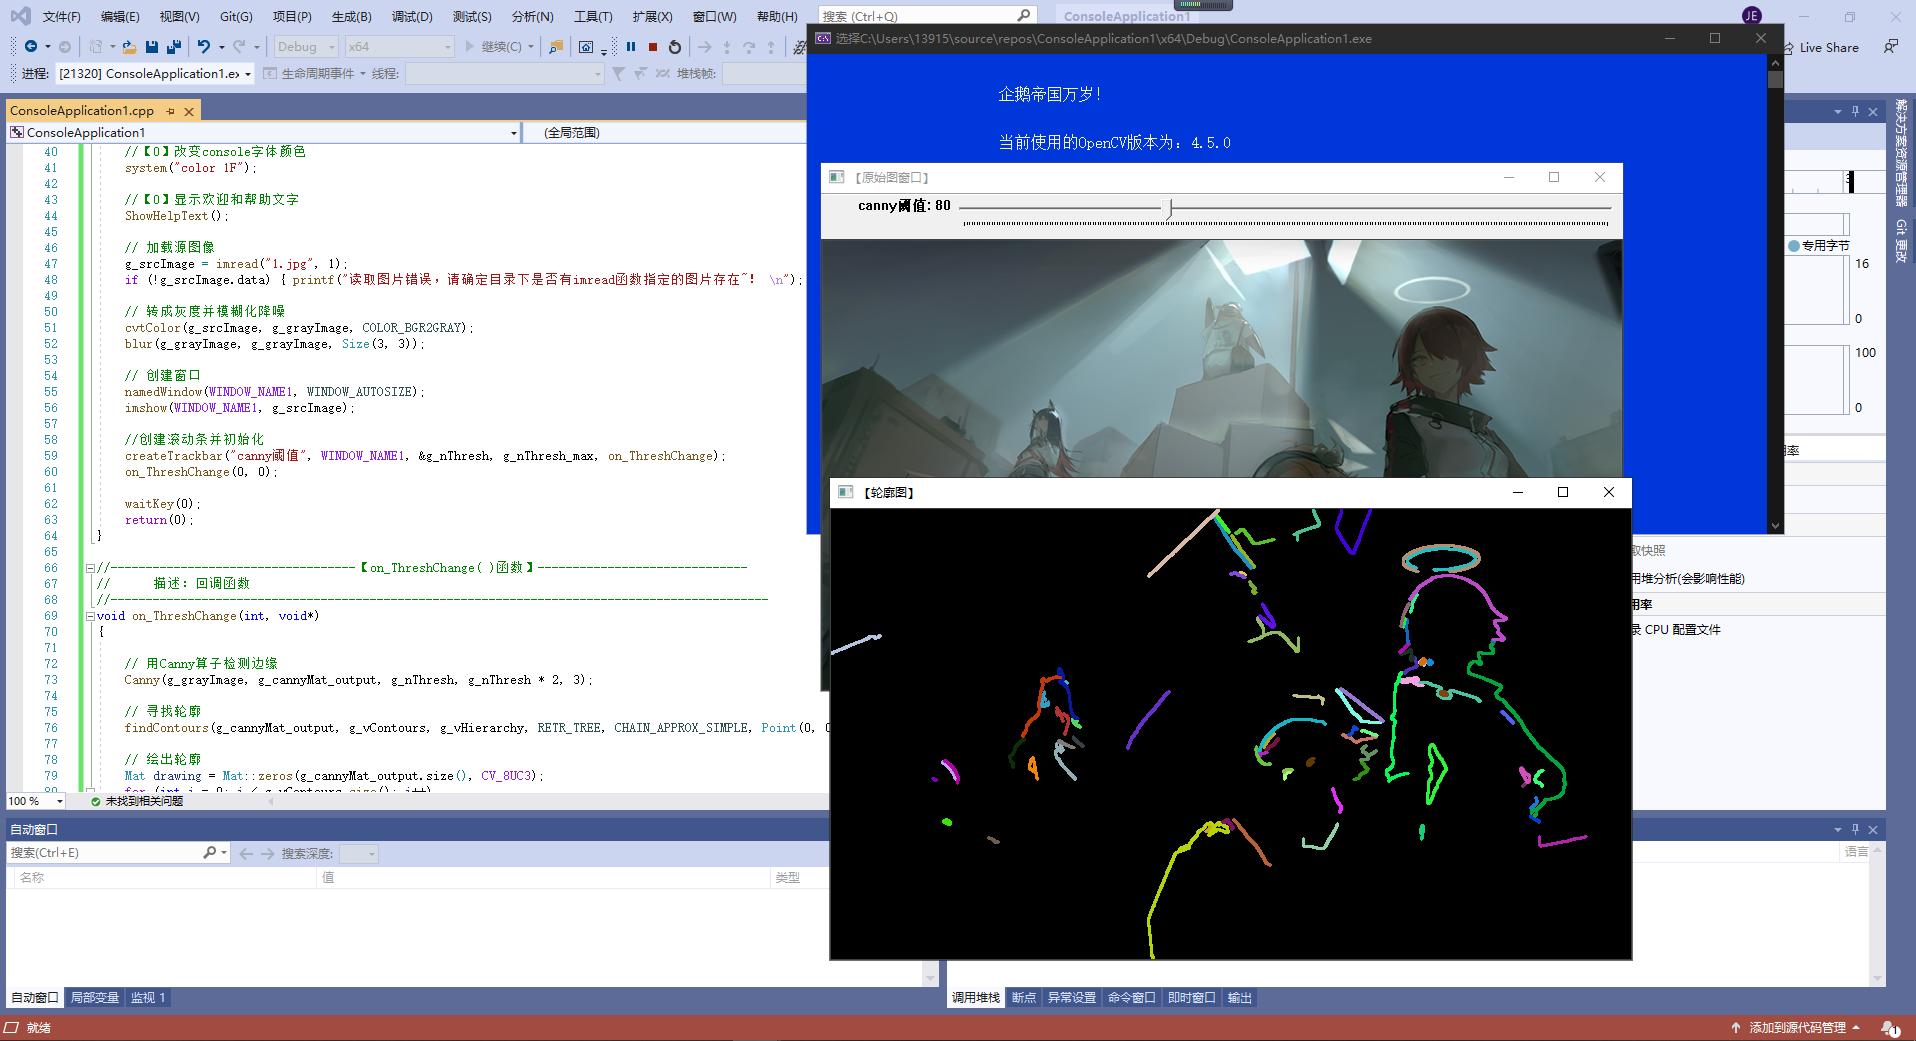 文件(F) 编辑(E) 视图(V) Git(G) 项目(P) 生成(B) 调试(D) 测试(S) 分析(N) 工具(T) 扩展(X) 窗口(W) 帮助(H) 搜索 (Ctrl+Q) ConsoleApplication1 JE
Debug x64 继续(C) Live Share
进程: [21320] ConsoleApplication1.ex 生命周期事件 线程: 堆栈帧:
ConsoleApplication1.cpp
ConsoleApplication1 (全局范围)
40 //【0】改变console字体颜色
41 system("color 1F");
42
43 //【0】显示欢迎和帮助文字
44 ShowHelpText();
45
46 // 加载源图像
47 g_srcImage = imread("1.jpg", 1);
48 if (!g_srcImage.data) { printf("读取图片错误，请确定目录下是否有imread函数指定的图片存在~！ \n");
49
50 // 转成灰度并模糊化降噪
51 cvtColor(g_srcImage, g_grayImage, COLOR_BGR2GRAY);
52 blur(g_grayImage, g_grayImage, Size(3, 3));
53
54 // 创建窗口
55 namedWindow(WINDOW_NAME1, WINDOW_AUTOSIZE);
56 imshow(WINDOW_NAME1, g_srcImage);
57
58 //创建滚动条并初始化
59 createTrackbar("canny阈值", WINDOW_NAME1, &g_nThresh, g_nThresh_max, on_ThreshChange);
60 on_ThreshChange(0, 0);
61
62 waitKey(0);
63 return(0);
64 }
65
66 //-----------------------------------【on_ThreshChange( )函数】------------------------------
67 //      描述：回调函数
68 //----------------------------------------------------------------------------------------------
69 void on_ThreshChange(int, void*)
70 {
71
72 // 用Canny算子检测边缘
73 Canny(g_grayImage, g_cannyMat_output, g_nThresh, g_nThresh * 2, 3);
74
75 // 寻找轮廓
76 findContours(g_cannyMat_output, g_vContours, g_vHierarchy, RETR_TREE, CHAIN_APPROX_SIMPLE, Point(0, 0
77
78 // 绘出轮廓
79 Mat drawing = Mat::zeros(g_cannyMat_output.size(), CV_8UC3);
80 for (int i = 0; i < g_vContours.size(); i++)
100 % 未找到相关问题
选择C:\Users\13915\source\repos\ConsoleApplication1\x64\Debug\ConsoleApplication1.exe
企鹅帝国万岁！
当前使用的OpenCV版本为：4.5.0
【原始图窗口】
canny阈值: 80
【轮廓图】
解决方案资源管理器
Git 更改
专用字节
16
0
100
0
率
取快照
用堆分析(会影响性能)
用率
录 CPU 配置文件
自动窗口
搜索(Ctrl+E) 搜索深度:
名称 值 类型
语言
自动窗口 局部变量 监视 1
调用堆栈 断点 异常设置 命令窗口 即时窗口 输出
就绪 添加到源代码管理 1